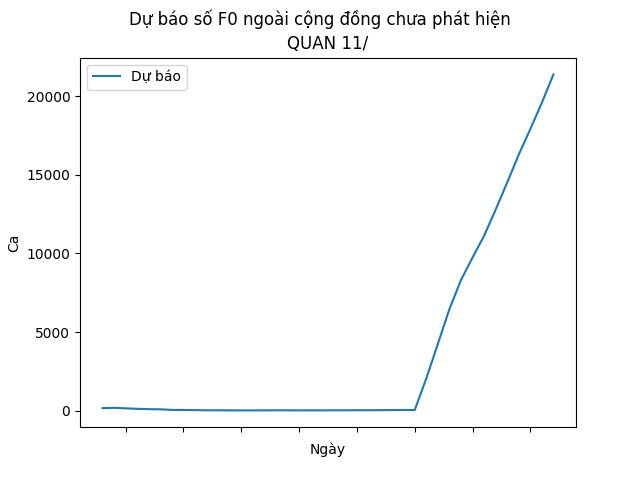 Dự báo số F0 ngoài cộng đồng chưa phát hiện
QUAN 11/
Dự báo
20000
15000
10000
5000
0
Ca
Ngày